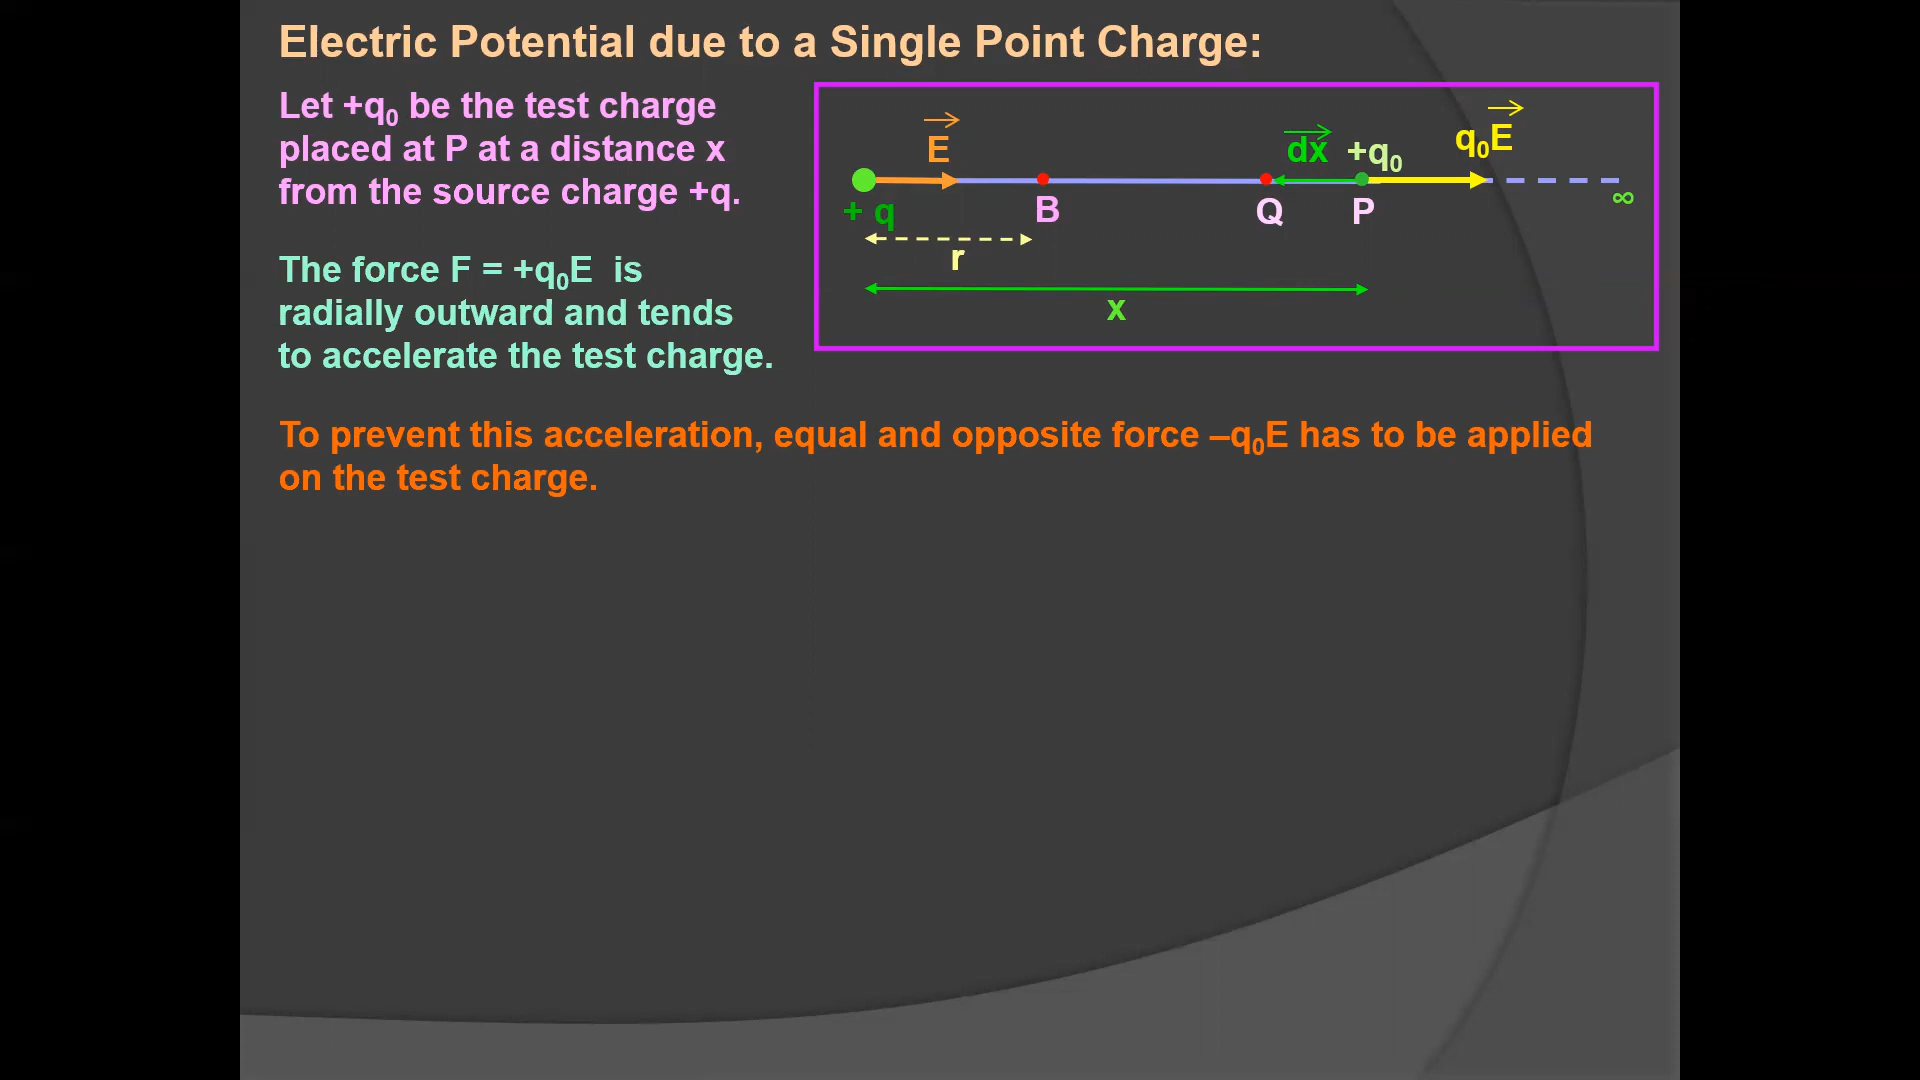 Electric Potential due to a Single Point Charge:
Let +q₀ be the test charge
placed at P at a distance x
from the source charge +q.
The force F = +q₀E is
radially outward and tends
to accelerate the test charge.
E
dx
+q₀
q₀E
+ q
B
Q
P
∞
r
x
To prevent this acceleration, equal and opposite force –q₀E has to be applied
on the test charge.